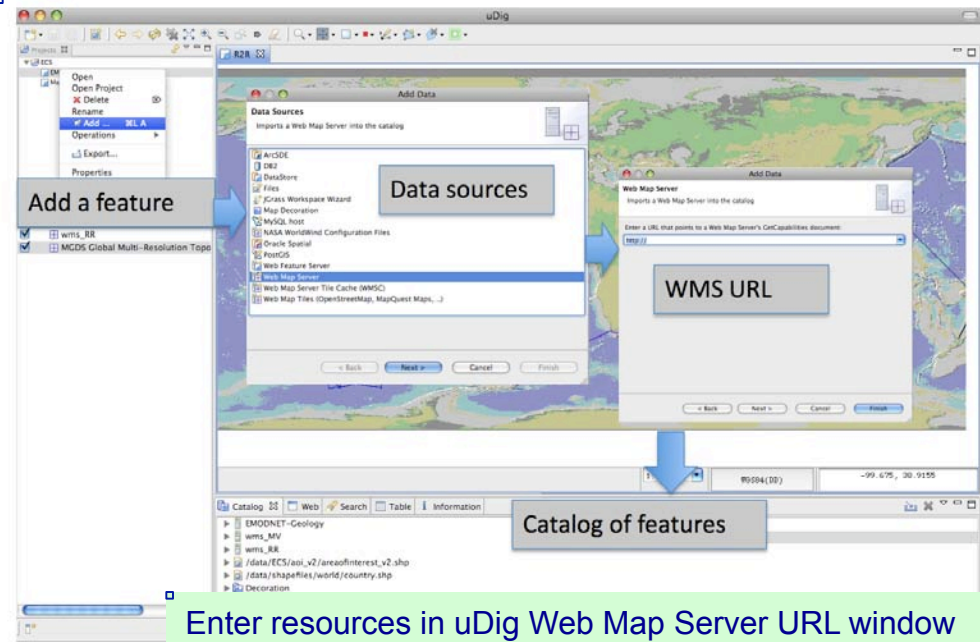 uDig
Projects
R2R
ECS
Open
Open Project
Delete
Rename
Add ... ⌘L A
Operations
Export...
Properties
Add a feature
wms_RR
MGDS Global Multi-Resolution Topo
Add Data
Data Sources
Imports a Web Map Server into the catalog
ArcSDE
DB2
DataStore
Files
JGrass Workspace Wizard
Map Decoration
MySQL host
NASA WorldWind Configuration Files
Oracle Spatial
PostGIS
Web Feature Server
Web Map Server
Web Map Server Tile Cache (WMSC)
Web Map Tiles (OpenStreetMap, MapQuest Maps, ...)
< Back
Next >
Cancel
Finish
Data sources
Add Data
Web Map Server
Imports a Web Map Server into the catalog
Enter a URL that points to a Web Map Server's GetCapabilities document:
http://
WMS URL
< Back
Next >
Cancel
Finish
WGS84(DD)
-99.675, 30.9155
Catalog
Web
Search
Table
Information
Catalog of features
EMODNET-Geology
wms_MV
wms_RR
/data/ECS/aoi_v2/areaofinterest_v2.shp
/data/shapefiles/world/country.shp
Decoration
Enter resources in uDig Web Map Server URL window